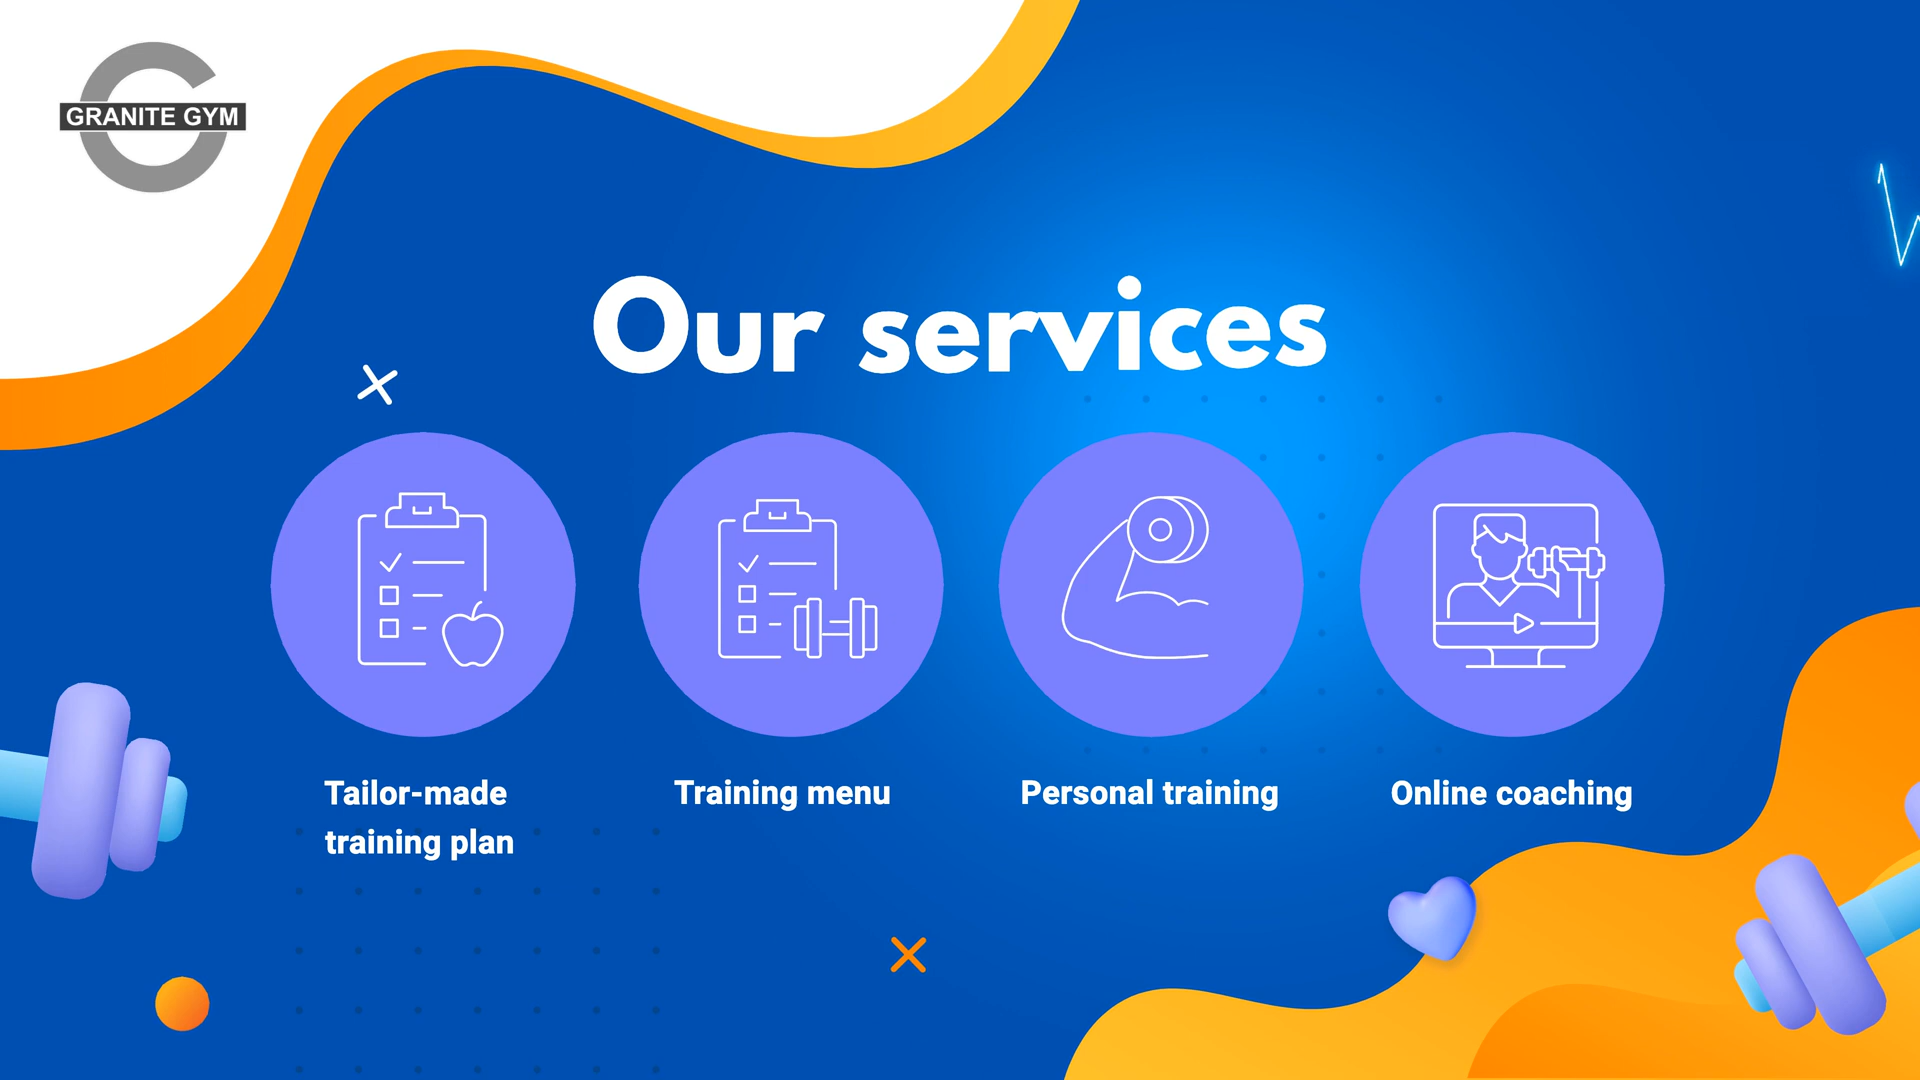 GRANITE GYM
Our services
Tailor-made
training plan
Training menu
Personal training
Online coaching